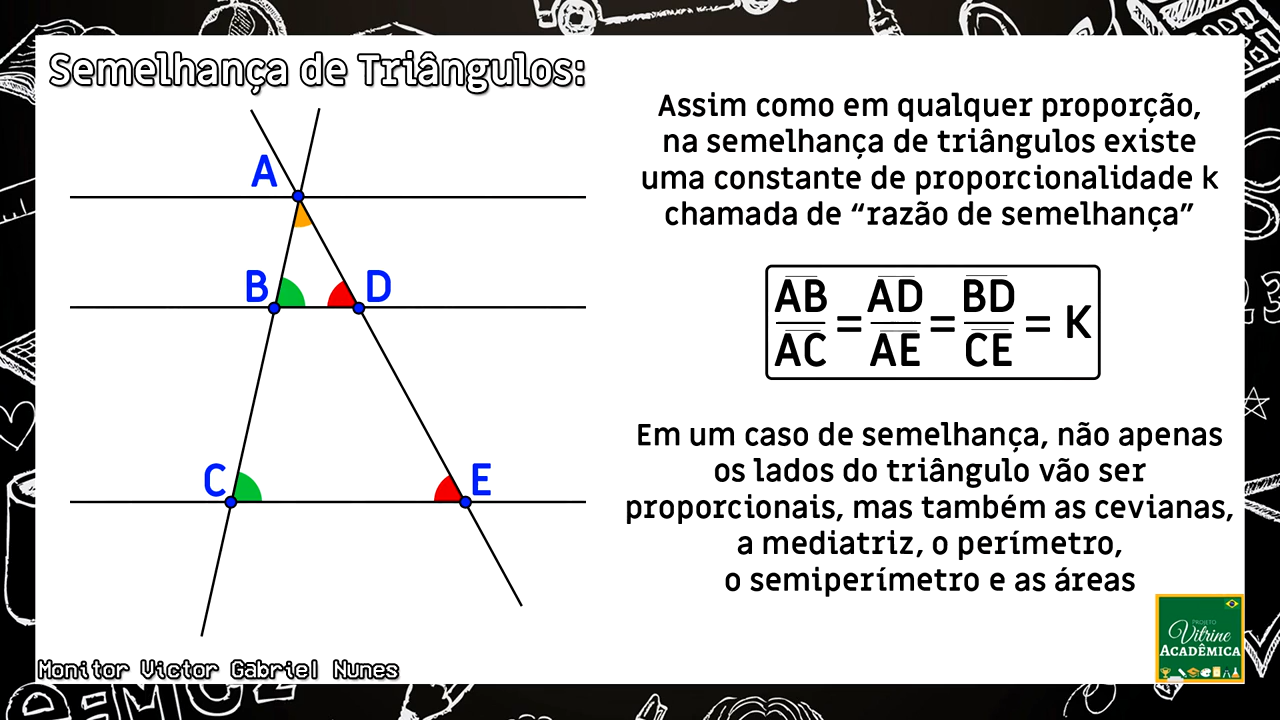 Semelhança de Triângulos:
A
B
D
C
E
Assim como em qualquer proporção,
na semelhança de triângulos existe
uma constante de proporcionalidade k
chamada de “razão de semelhança”
AB/AC = AD/AE = BD/CE = K
Em um caso de semelhança, não apenas
os lados do triângulo vão ser
proporcionais, mas também as cevianas,
a mediatriz, o perímetro,
o semiperímetro e as áreas
PROJETO
Vitrine
ACADÊMICA
Monitor Victor Gabriel Nunes